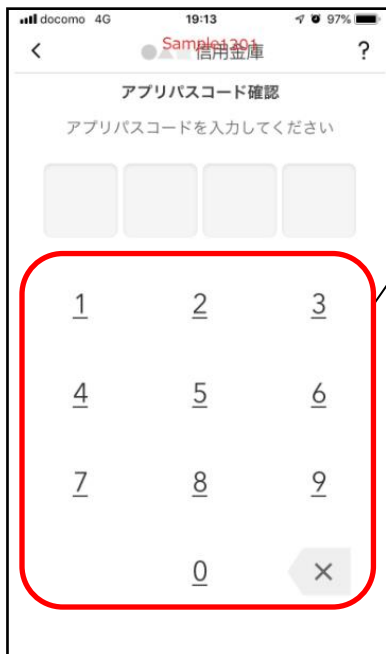 docomo 4G 19:13 97%
Sample1301
信用金庫 ?
アプリパスコード確認
アプリパスコードを入力してください
1 2 3
4 5 6
7 8 9
0 ×